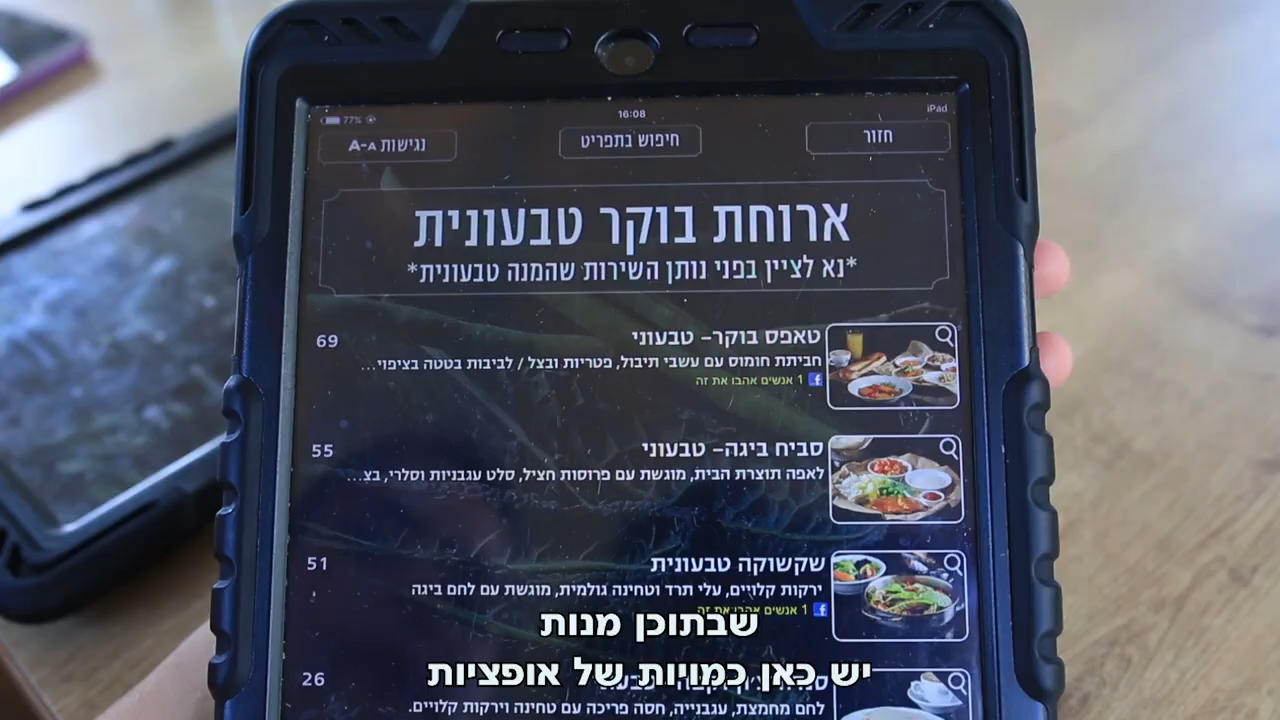 iPad
16:08
77%
חזור
חיפוש בתפריט
נגישות A-A
ארוחת בוקר טבעונית
*נא לציין בפני נותן השירות שהמנה טבעונית*
טאפס בוקר- טבעוני
69
חביתת חומוס עם עשבי תיבול, פטריות ובצל / לביבות בטטה בציפוי...
1 אנשים אהבו את זה
סביח ביגה- טבעוני
55
לאפה תוצרת הבית, מוגשת עם פרוסות חציל, סלט עגבניות וסלרי, בצ...
שקשוקה טבעונית
51
ירקות קלויים, עלי תרד וטחינה גולמית, מוגשת עם לחם ביגה
1 אנשים אהבו את זה
שבתוכן מנות
יש כאן כמויות של אופציות
26
לחם מחמצת, עגבנייה, חסה פריכה עם טחינה וירקות קלויים.